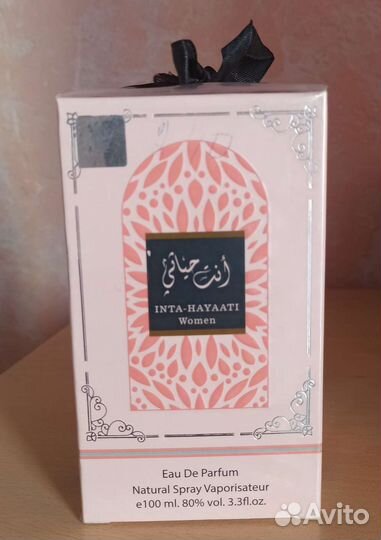 أنت حياتي
INTA-HAYAATI
Women
Eau De Parfum
Natural Spray Vaporisateur
e100 ml. 80% vol. 3.3fl.oz.
Avito